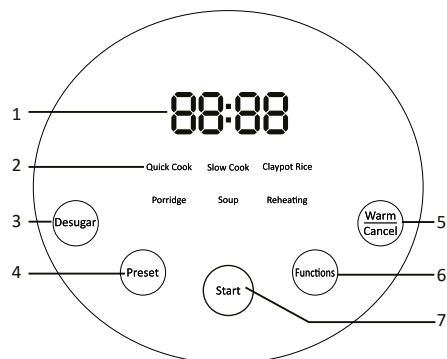 1
88:88
2
Quick Cook Slow Cook Claypot Rice
Porridge Soup Reheating
3
Desugar
Warm
Cancel
5
4
Preset
Start
Functions
6
7